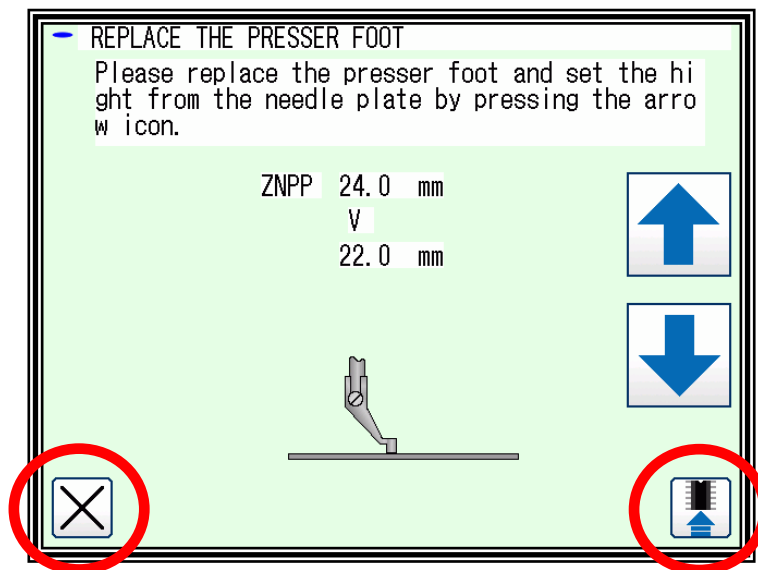 REPLACE THE PRESSER FOOT
Please replace the presser foot and set the hi
ght from the needle plate by pressing the arro
w icon.
ZNPP 24.0 mm
V
22.0 mm